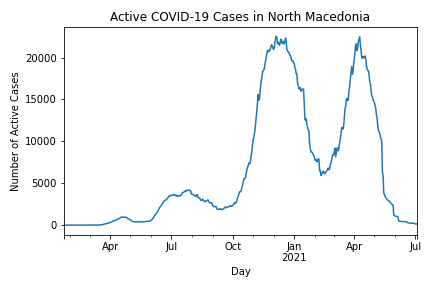 Active COVID-19 Cases in North Macedonia
Number of Active Cases
20000
15000
10000
5000
0
Apr
Jul
Oct
Jan
2021
Apr
Jul
Day